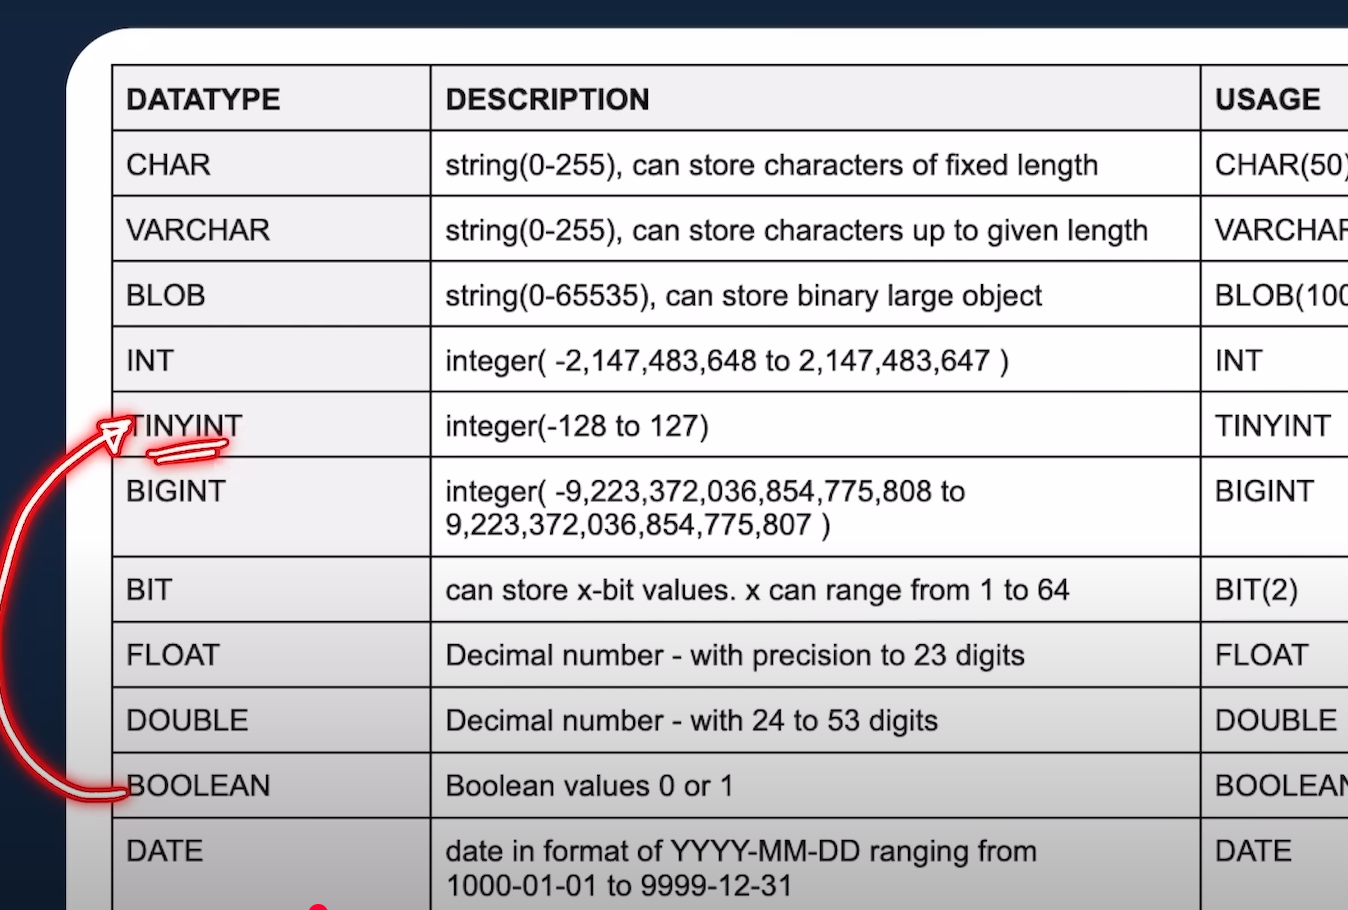 DATATYPE DESCRIPTION USAGE
CHAR string(0-255), can store characters of fixed length CHAR(50)
VARCHAR string(0-255), can store characters up to given length VARCHAR
BLOB string(0-65535), can store binary large object BLOB(100
INT integer( -2,147,483,648 to 2,147,483,647 ) INT
TINYINT integer(-128 to 127) TINYINT
BIGINT integer( -9,223,372,036,854,775,808 to BIGINT
9,223,372,036,854,775,807 )
BIT can store x-bit values. x can range from 1 to 64 BIT(2)
FLOAT Decimal number - with precision to 23 digits FLOAT
DOUBLE Decimal number - with 24 to 53 digits DOUBLE
BOOLEAN Boolean values 0 or 1 BOOLEAN
DATE date in format of YYYY-MM-DD ranging from DATE
1000-01-01 to 9999-12-31